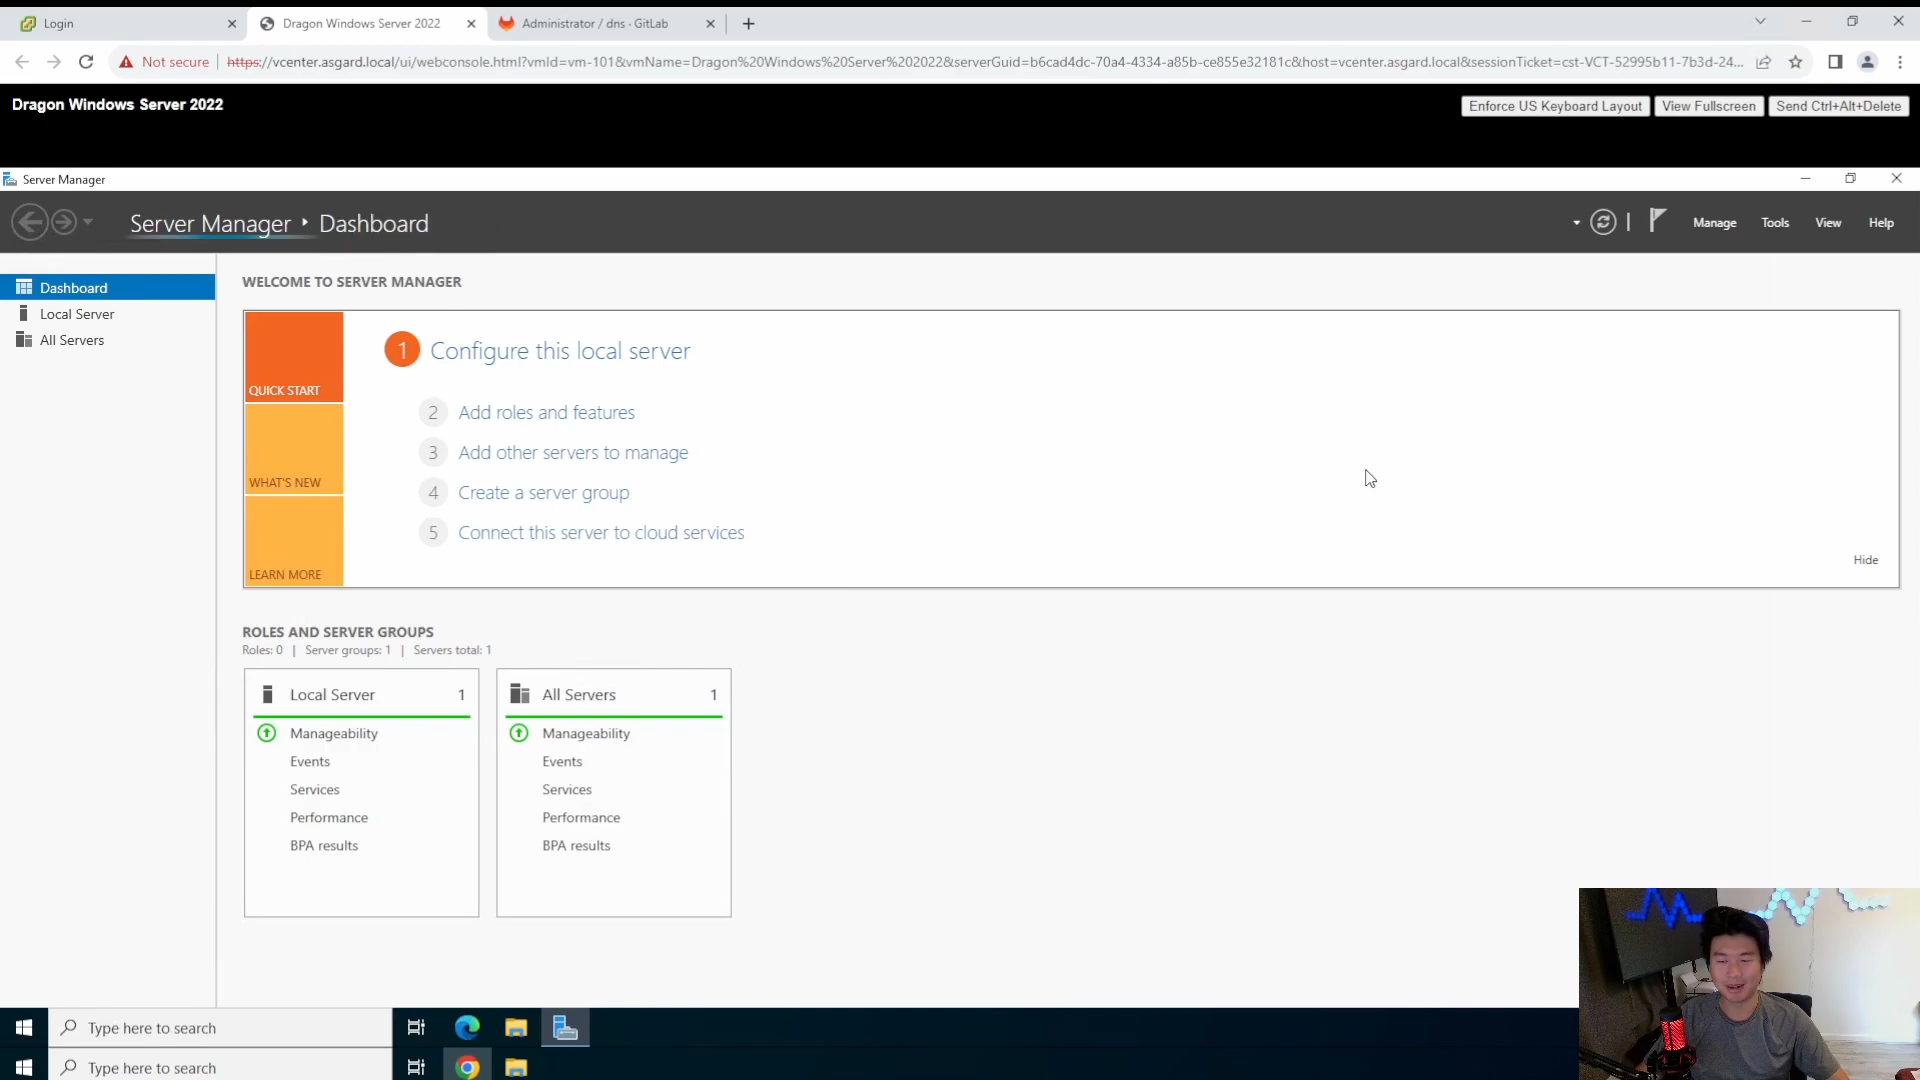 Login
Dragon Windows Server 2022
Administrator / dns · GitLab
Not secure
https://vcenter.asgard.local/ui/webconsole.html?vmId=vm-101&vmName=Dragon%20Windows%20Server%202022&serverGuid=b6cad4dc-70a4-4334-a85b-ce855e32181c&host=vcenter.asgard.local&sessionTicket=cst-VCT-52995b11-7b3d-24...
Dragon Windows Server 2022
Enforce US Keyboard Layout
View Fullscreen
Send Ctrl+Alt+Delete
Server Manager
Server Manager ‣ Dashboard
Manage
Tools
View
Help
Dashboard
Local Server
All Servers
WELCOME TO SERVER MANAGER
QUICK START
WHAT'S NEW
LEARN MORE
1 Configure this local server
2 Add roles and features
3 Add other servers to manage
4 Create a server group
5 Connect this server to cloud services
Hide
ROLES AND SERVER GROUPS
Roles: 0 | Server groups: 1 | Servers total: 1
Local Server 1
Manageability
Events
Services
Performance
BPA results
All Servers 1
Manageability
Events
Services
Performance
BPA results
Type here to search
Type here to search